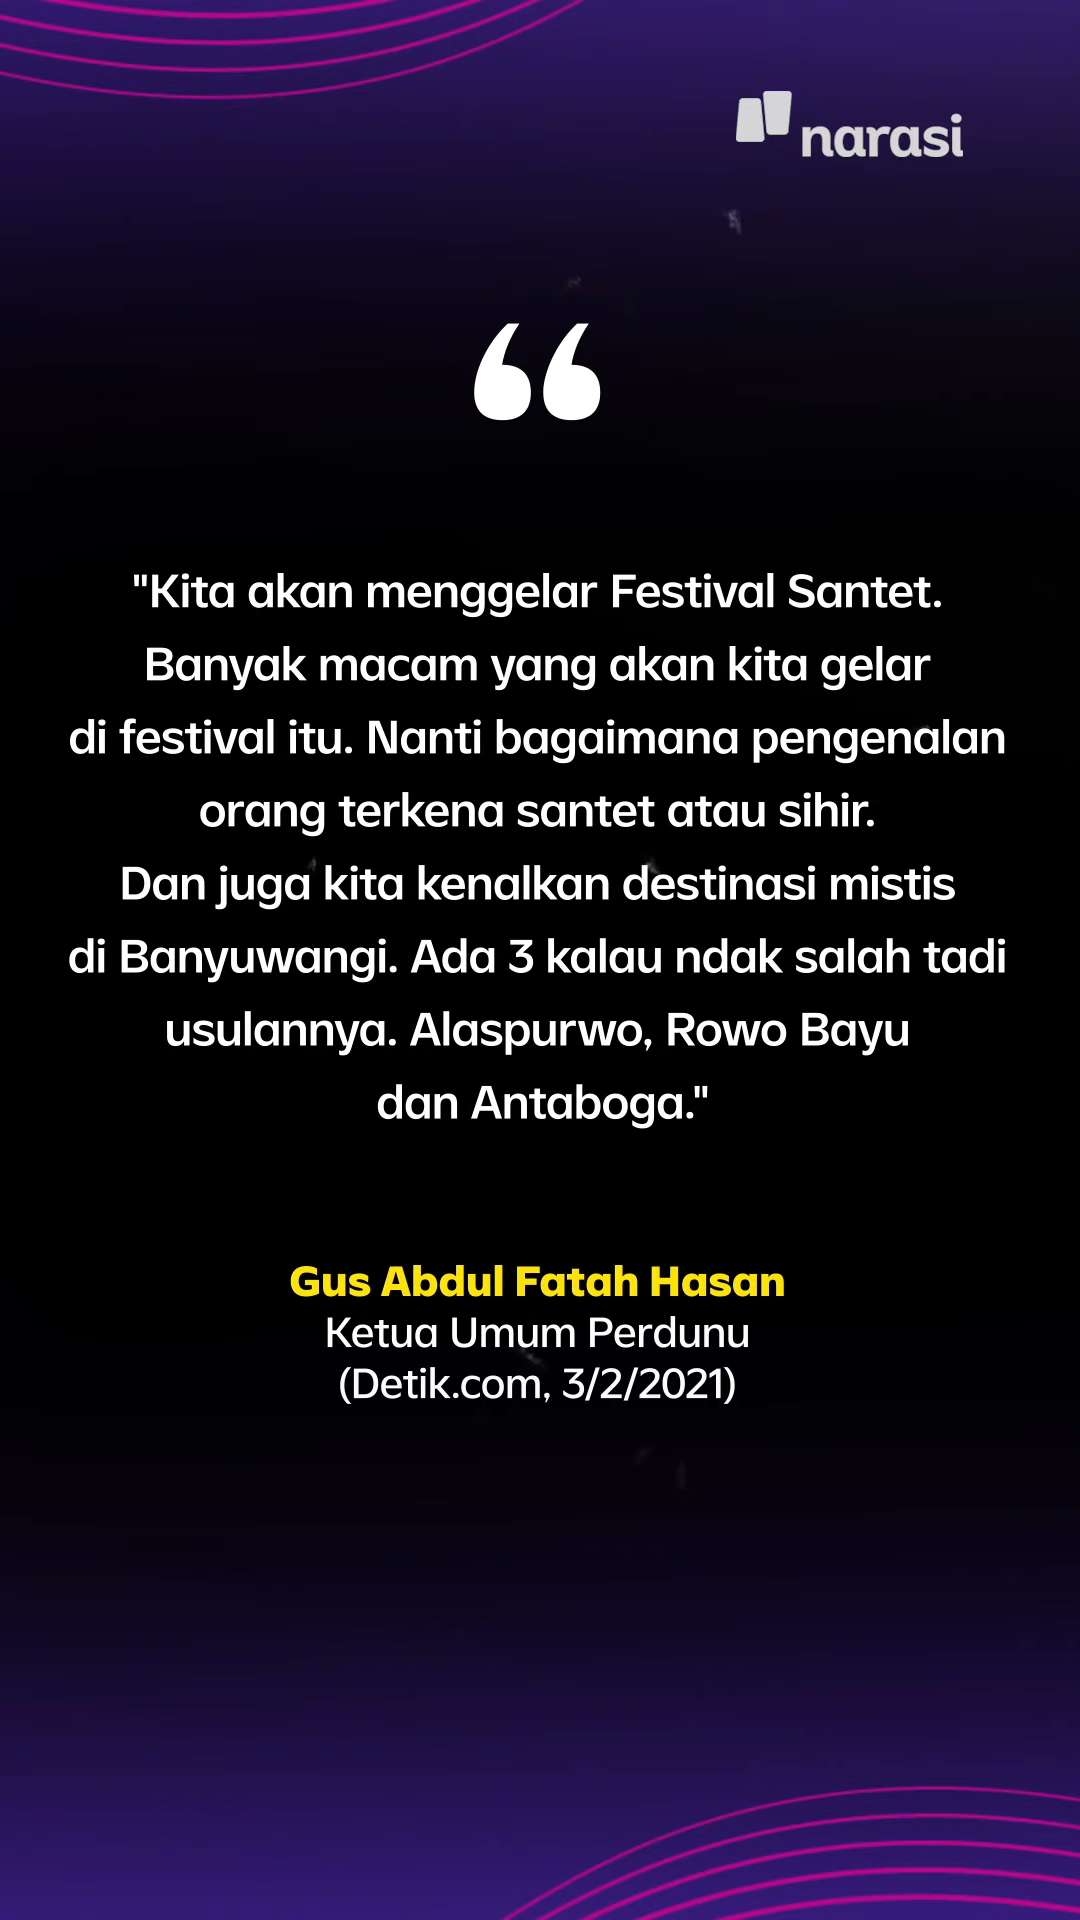 narasi
"Kita akan menggelar Festival Santet.
Banyak macam yang akan kita gelar
di festival itu. Nanti bagaimana pengenalan
orang terkena santet atau sihir.
Dan juga kita kenalkan destinasi mistis
di Banyuwangi. Ada 3 kalau ndak salah tadi
usulannya. Alaspurwo, Rowo Bayu
dan Antaboga."
Gus Abdul Fatah Hasan
Ketua Umum Perdunu
(Detik.com, 3/2/2021)